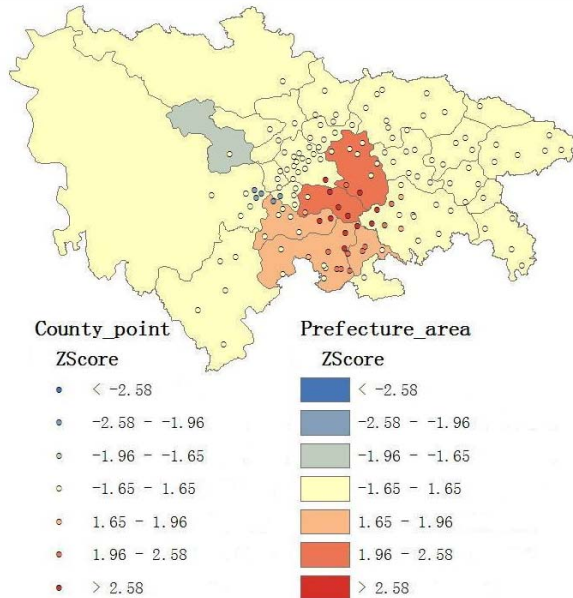 County_point
ZScore
< -2.58
-2.58 - -1.96
-1.96 - -1.65
-1.65 - 1.65
1.65 - 1.96
1.96 - 2.58
> 2.58
Prefecture_area
ZScore
< -2.58
-2.58 - -1.96
-1.96 - -1.65
-1.65 - 1.65
1.65 - 1.96
1.96 - 2.58
> 2.58